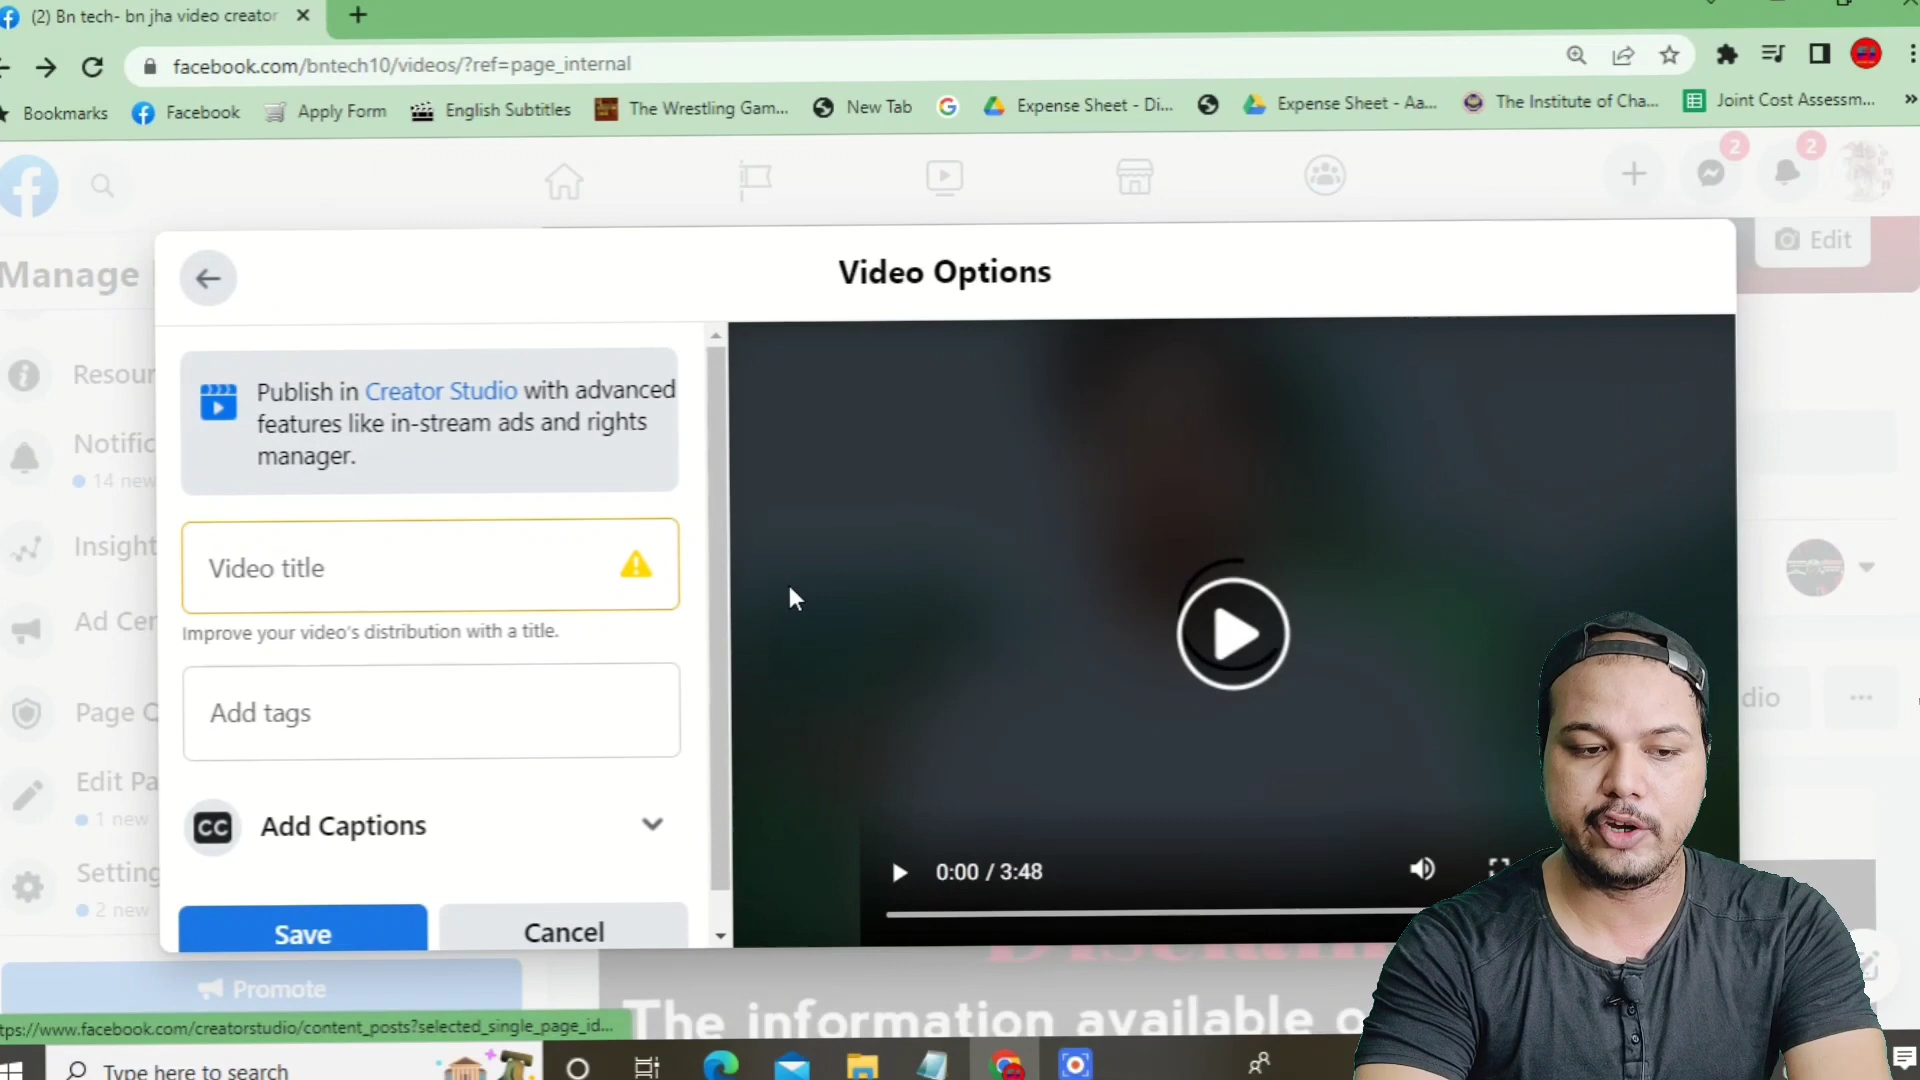 (2) Bn tech- bn jha video creator
facebook.com/bntech10/videos/?ref=page_internal
Bookmarks Facebook Apply Form English Subtitles The Wrestling Gam... New Tab Expense Sheet - Di... Expense Sheet - Aa... The Institute of Cha... Joint Cost Assessm... »
2 2
Manage
Video Options
Edit
Resour
Publish in Creator Studio with advanced
features like in-stream ads and rights
manager.
Notific
14 new
Insight
Video title
Improve your video's distribution with a title.
Ad Cer
Page Q
Add tags
dio
Edit Pa
1 new
CC Add Captions
Setting
2 new
0:00 / 3:48
Save Cancel
Promote
The information available o
tps://www.facebook.com/creatorstudio/content_posts?selected_single_page_id...
Type here to search